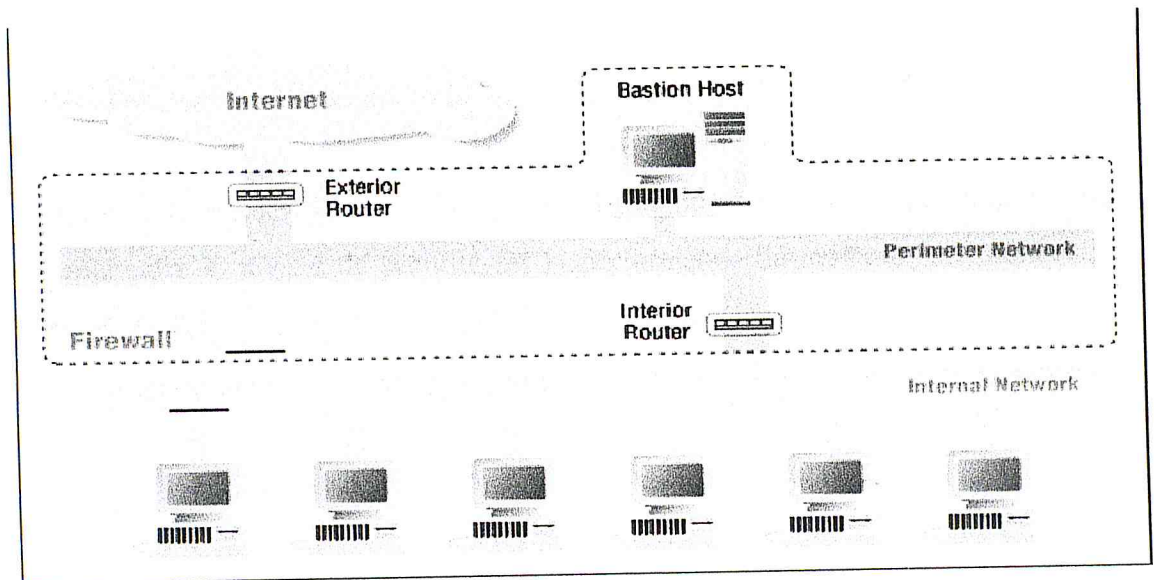 Internet
Bastion Host
Exterior
Router
Perimeter Network
Interior
Router
Firewall
Internal Network